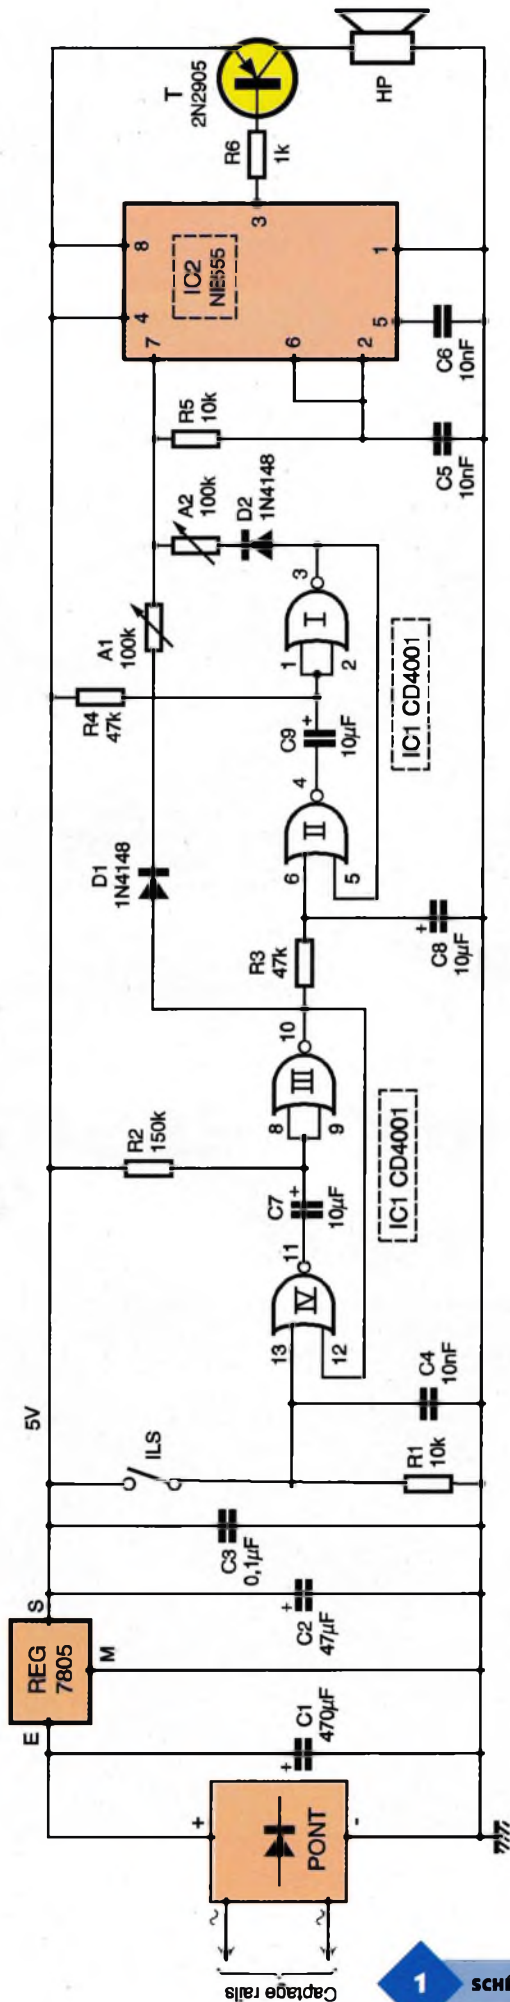 Captage rails
~
~
+
-
PONT
E
REG
7805
S
M
C1
470µF
C2
47µF
C3
0,1µF
5V
ILS
R1
10k
C4
10nF
13
12
IV
11
C7
+
10µF
R2
150k
8
9
III
10
IC1 CD4001
D1
1N4148
R3
47k
C8
+
10µF
6
5
II
4
C9
+
10µF
R4
47k
1
2
I
3
IC1 CD4001
A1
100k
A2
100k
D2
1N4148
R5
10k
C5
10nF
C6
10nF
7
4
8
IC2
NE555
6
2
5
1
3
R6
1k
T
2N2905
HP
1